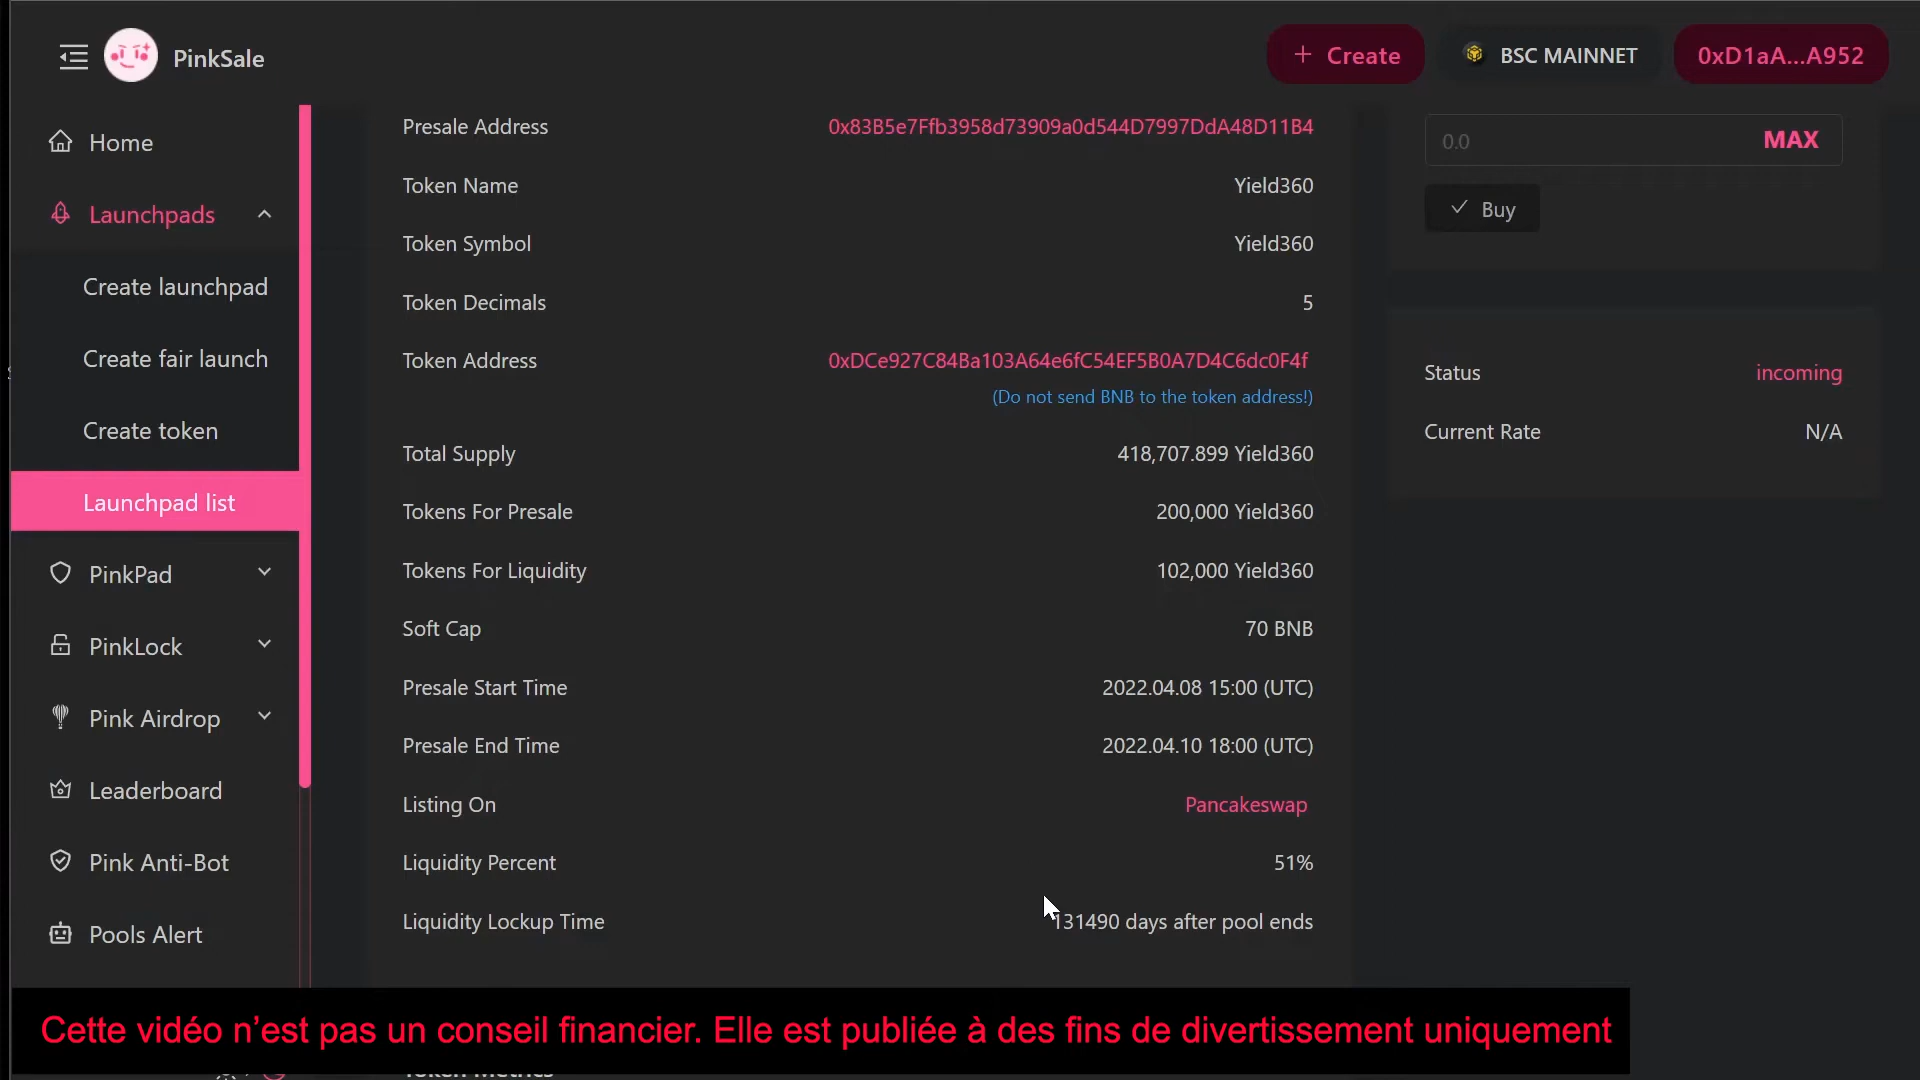 PinkSale
Create
BSC MAINNET
0xD1aA...A952
Home
Launchpads
Create launchpad
Create fair launch
Create token
Launchpad list
PinkPad
PinkLock
Pink Airdrop
Leaderboard
Pink Anti-Bot
Pools Alert
Presale Address 0x83B5e7Ffb3958d73909a0d544D7997DdA48D11B4
Token Name Yield360
Token Symbol Yield360
Token Decimals 5
Token Address 0xDCe927C84Ba103A64e6fC54EF5B0A7D4C6dc0F4f
(Do not send BNB to the token address!)
Total Supply 418,707.899 Yield360
Tokens For Presale 200,000 Yield360
Tokens For Liquidity 102,000 Yield360
Soft Cap 70 BNB
Presale Start Time 2022.04.08 15:00 (UTC)
Presale End Time 2022.04.10 18:00 (UTC)
Listing On Pancakeswap
Liquidity Percent 51%
Liquidity Lockup Time 131490 days after pool ends
0.0 MAX
Buy
Status incoming
Current Rate N/A
Cette vidéo n’est pas un conseil financier. Elle est publiée à des fins de divertissement uniquement
Token Metrics